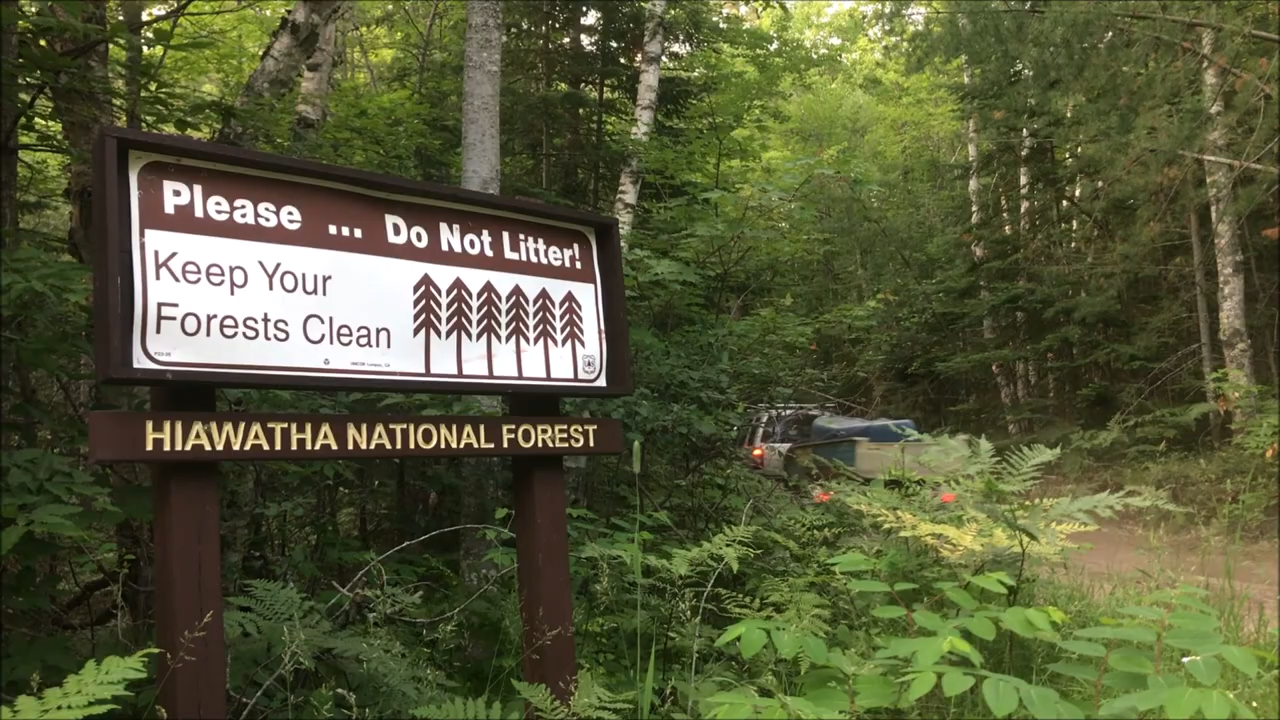 Please ... Do Not Litter!
Keep Your
Forests Clean
HIAWATHA NATIONAL FOREST